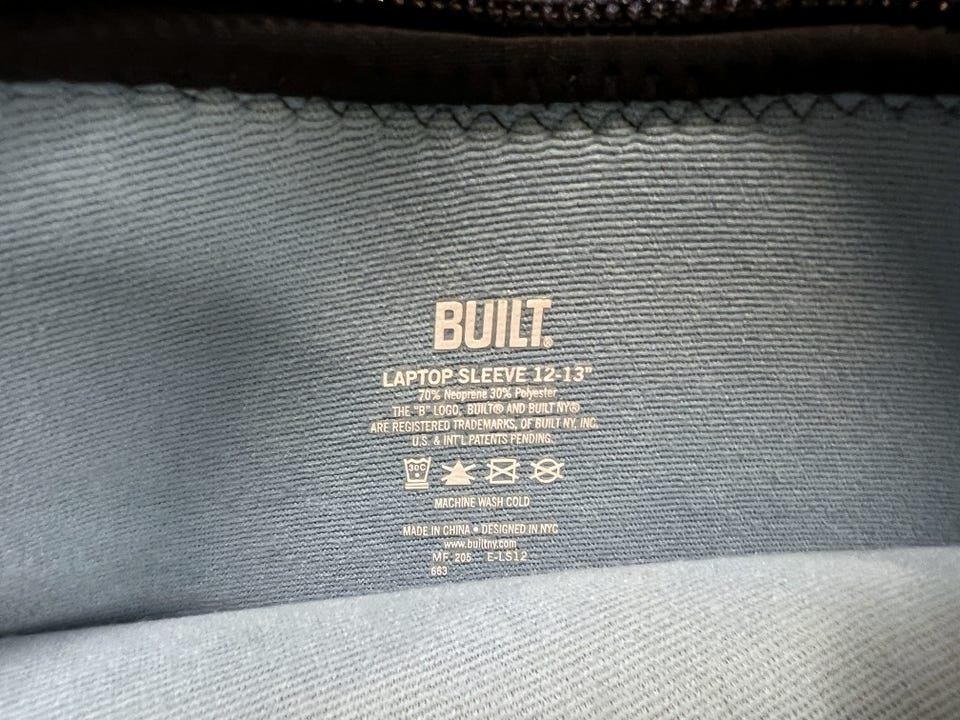 BUILT®
LAPTOP SLEEVE 12-13"
70% Neoprene 30% Polyester
THE "B" LOGO, BUILT® AND BUILT NY®
ARE REGISTERED TRADEMARKS, OF BUILT NY, INC.
U.S. & INT'L PATENTS PENDING.
30C
MACHINE WASH COLD
MADE IN CHINA • DESIGNED IN NYC
www.builtny.com
MF. 205 E-LS12
663